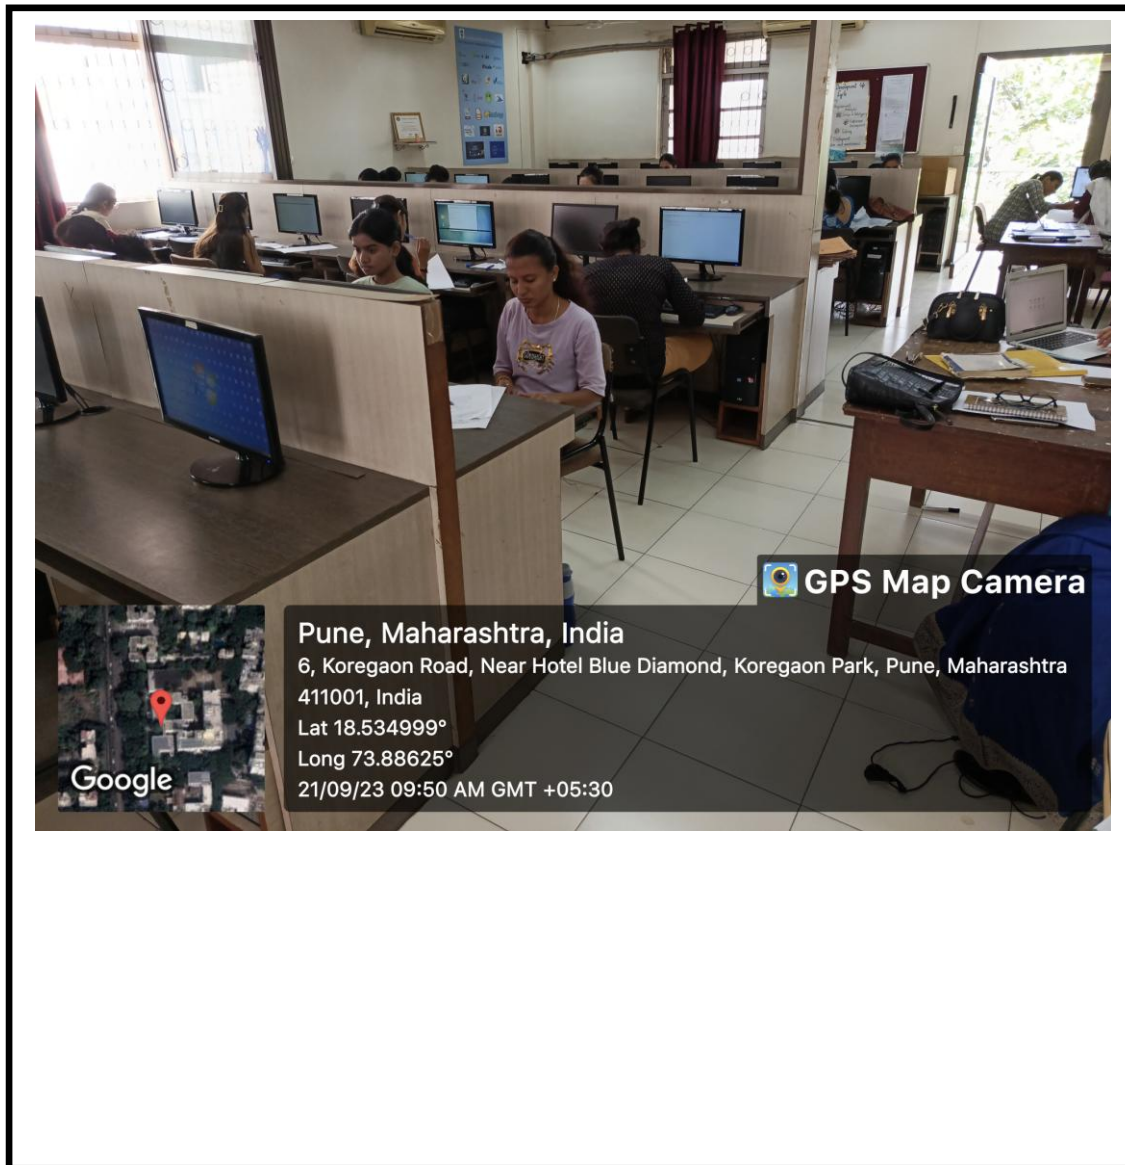 GPS Map Camera
Pune, Maharashtra, India
6, Koregaon Road, Near Hotel Blue Diamond, Koregaon Park, Pune, Maharashtra
411001, India
Lat 18.534999°
Long 73.88625°
21/09/23 09:50 AM GMT +05:30
Google